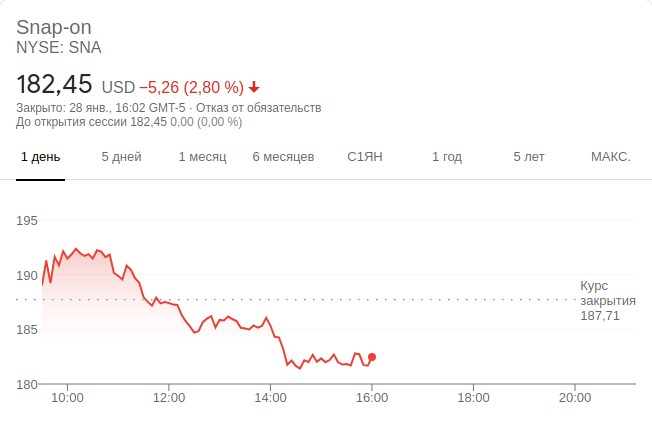 Snap-on
NYSE: SNA
182,45 USD −5,26 (2,80 %)
Закрыто: 28 янв., 16:02 GMT-5 · Отказ от обязательств
До открытия сессии 182,45 0,00 (0,00 %)
1 день 5 дней 1 месяц 6 месяцев С1ЯН 1 год 5 лет МАКС.
195
190
Курс
закрытия
187,71
185
180
10:00 12:00 14:00 16:00 18:00 20:00